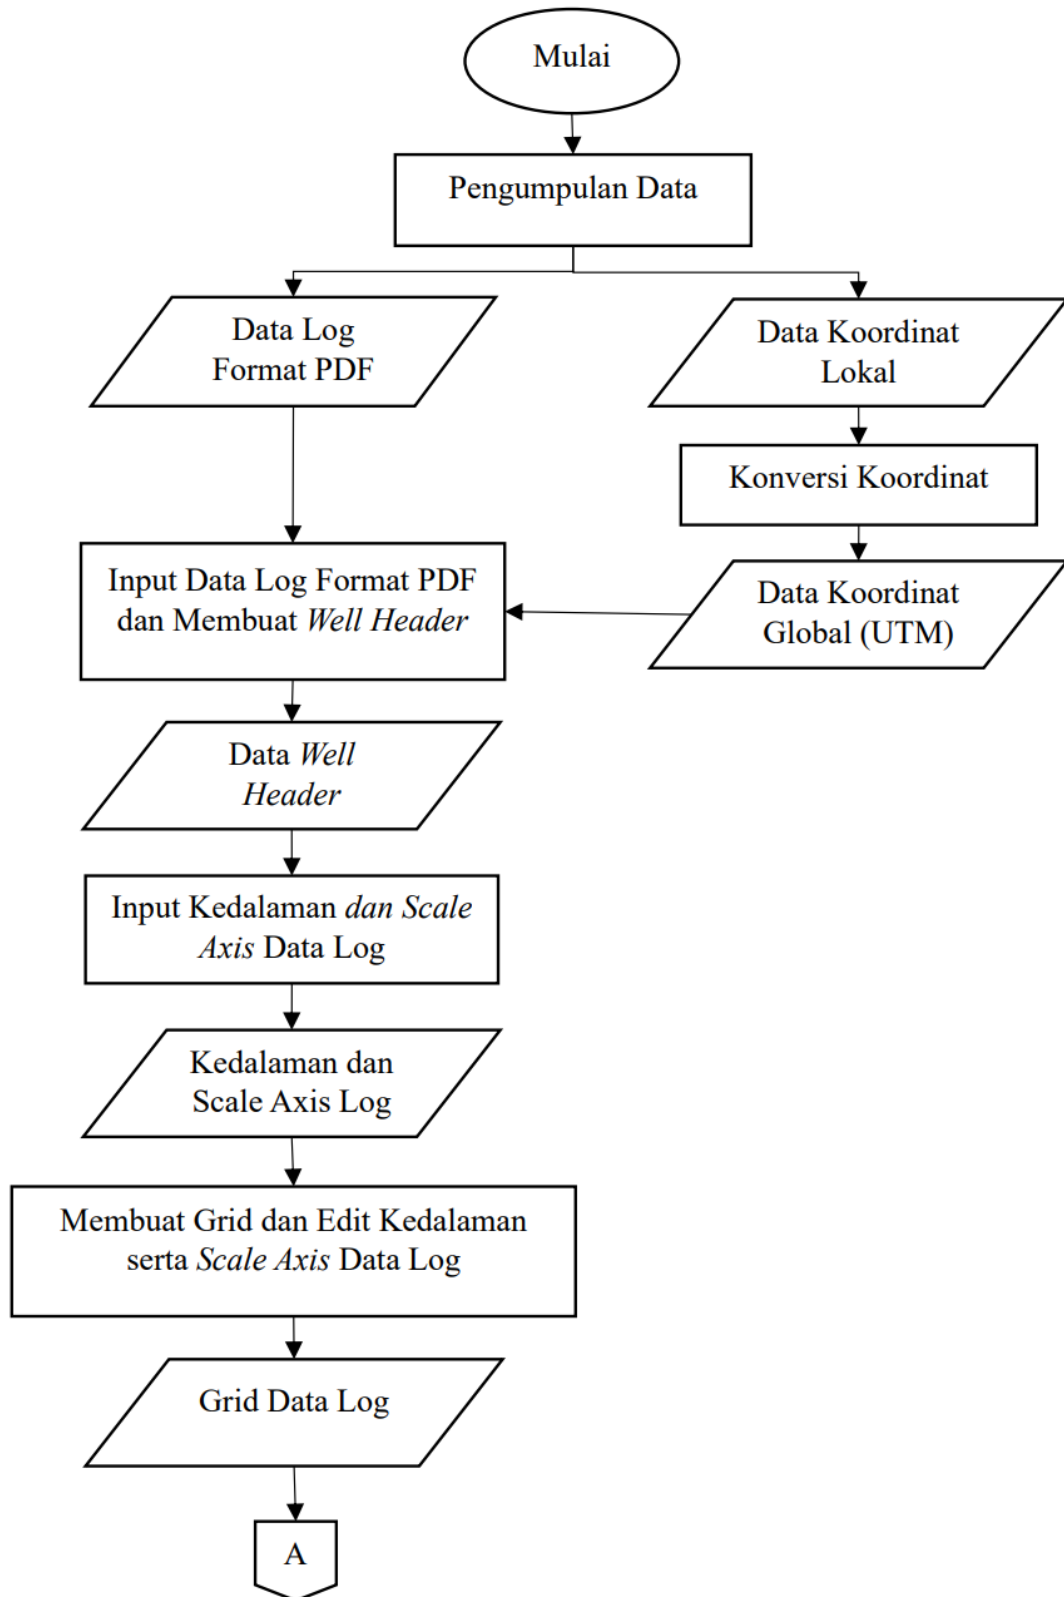 Mulai
Pengumpulan Data
Data Log
Format PDF
Data Koordinat
Lokal
Konversi Koordinat
Input Data Log Format PDF
dan Membuat Well Header
Data Koordinat
Global (UTM)
Data Well
Header
Input Kedalaman dan Scale
Axis Data Log
Kedalaman dan
Scale Axis Log
Membuat Grid dan Edit Kedalaman
serta Scale Axis Data Log
Grid Data Log
A